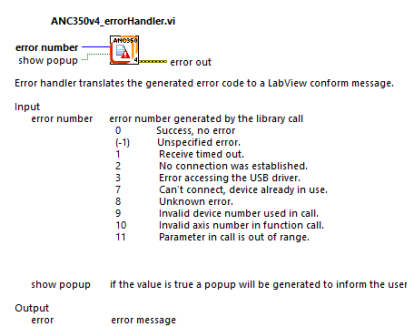 ANC350v4_errorHandler.vi
error number
show popup
ANC350
4
error out
Error handler translates the generated error code to a LabView conform message.
Input
error number error number generated by the library call
0 Success, no error
(-1) Unspecified error.
1 Receive timed out.
2 No connection was established.
3 Error accessing the USB driver.
7 Can't connect, device already in use.
8 Unknown error.
9 Invalid device number used in call.
10 Invalid axis number in function call.
11 Parameter in call is out of range.
show popup if the value is true a popup will be generated to inform the user
Output
error error message